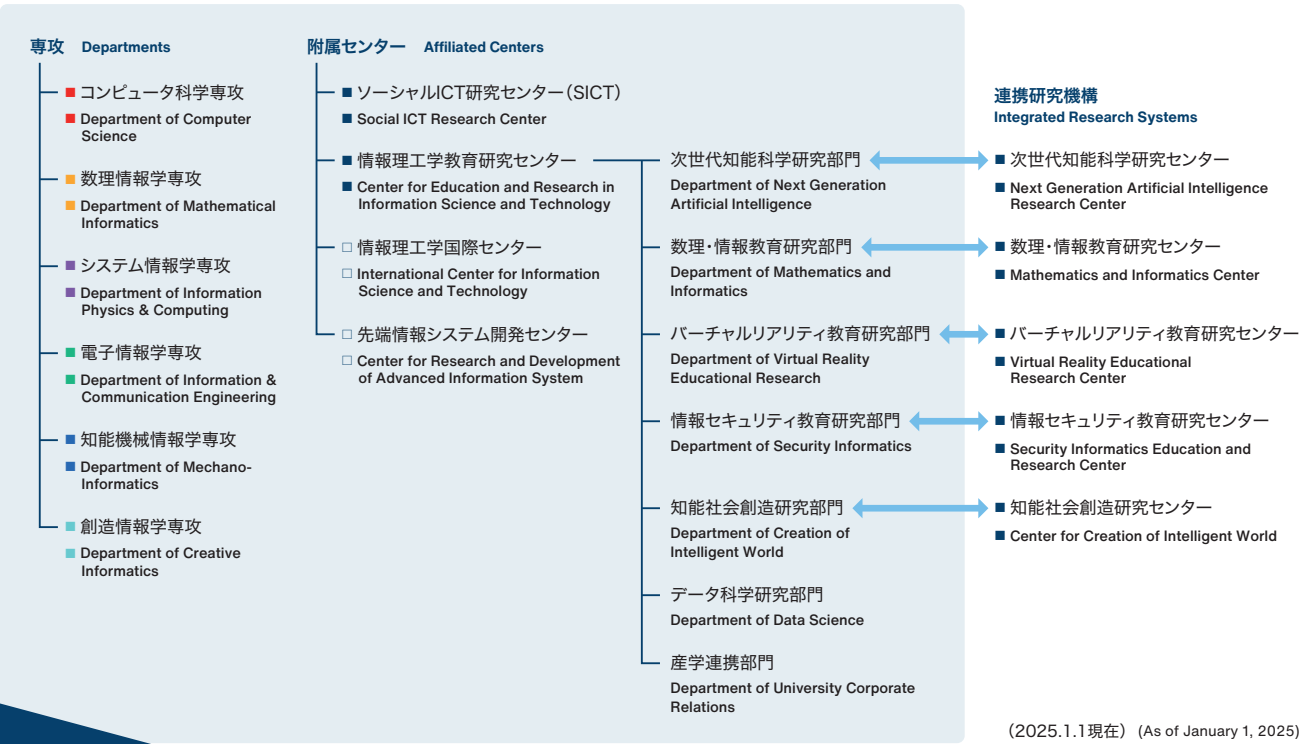 専攻 Departments
コンピュータ科学専攻
Department of Computer
Science
数理情報学専攻
Department of Mathematical
Informatics
システム情報学専攻
Department of Information
Physics & Computing
電子情報学専攻
Department of Information &
Communication Engineering
知能機械情報学専攻
Department of Mechano-
Informatics
創造情報学専攻
Department of Creative
Informatics
附属センター Affiliated Centers
ソーシャルICT研究センター(SICT)
Social ICT Research Center
情報理工学教育研究センター
Center for Education and Research in
Information Science and Technology
情報理工学国際センター
International Center for Information
Science and Technology
先端情報システム開発センター
Center for Research and Development
of Advanced Information System
次世代知能科学研究部門
Department of Next Generation
Artificial Intelligence
数理・情報教育研究部門
Department of Mathematics and
Informatics
バーチャルリアリティ教育研究部門
Department of Virtual Reality
Educational Research
情報セキュリティ教育研究部門
Department of Security Informatics
知能社会創造研究部門
Department of Creation of
Intelligent World
データ科学研究部門
Department of Data Science
産学連携部門
Department of University Corporate
Relations
連携研究機構
Integrated Research Systems
次世代知能科学研究センター
Next Generation Artificial Intelligence
Research Center
数理・情報教育研究センター
Mathematics and Informatics Center
バーチャルリアリティ教育研究センター
Virtual Reality Educational
Research Center
情報セキュリティ教育研究センター
Security Informatics Education and
Research Center
知能社会創造研究センター
Center for Creation of Intelligent World
(2025.1.1現在) (As of January 1, 2025)